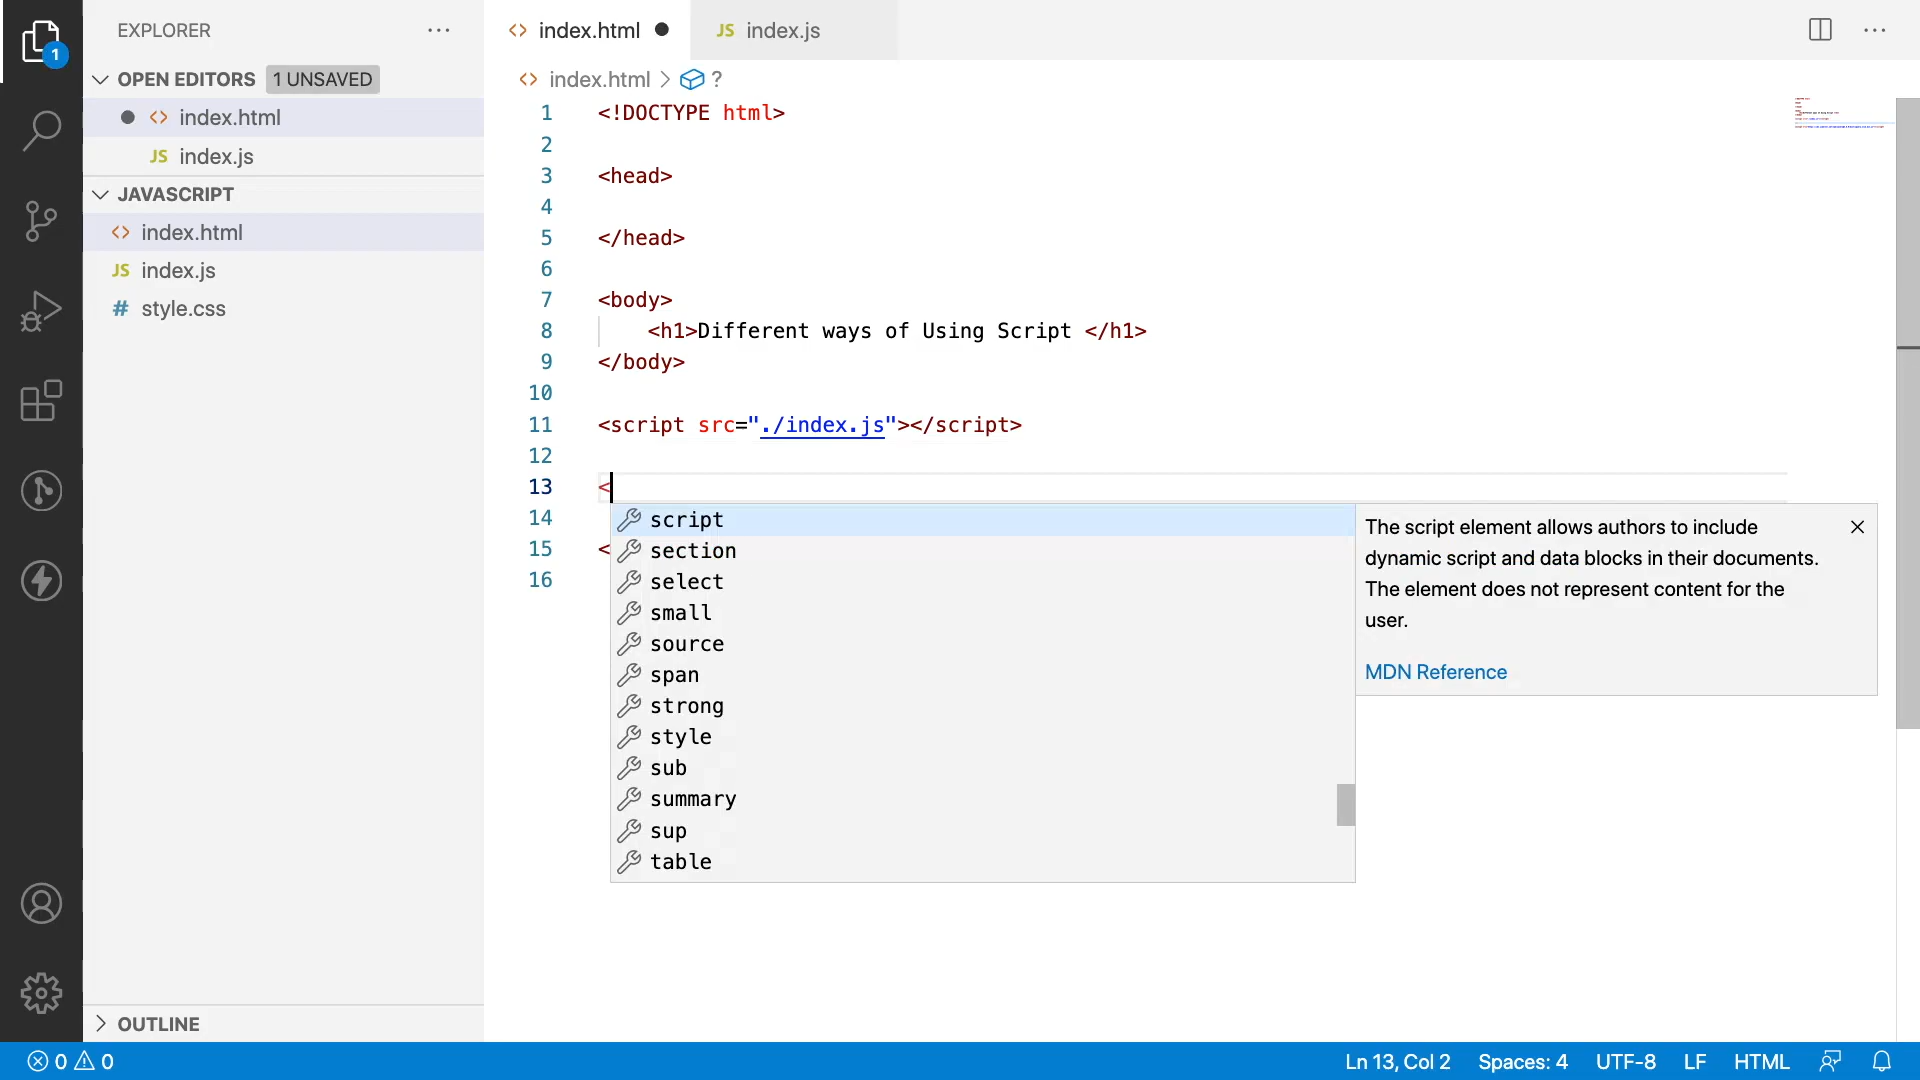 1
EXPLORER
OPEN EDITORS 1 UNSAVED
index.html
JS index.js
JAVASCRIPT
index.html
JS index.js
# style.css
OUTLINE
index.html
JS index.js
index.html > ?
1 <!DOCTYPE html>
2
3 <head>
4
5 </head>
6
7 <body>
8 <h1>Different ways of Using Script </h1>
9 </body>
10
11 <script src="./index.js"></script>
12
13 <
14
15 <
16
script
section
select
small
source
span
strong
style
sub
summary
sup
table
The script element allows authors to include
dynamic script and data blocks in their documents.
The element does not represent content for the
user.
MDN Reference
0 0
Ln 13, Col 2 Spaces: 4 UTF-8 LF HTML